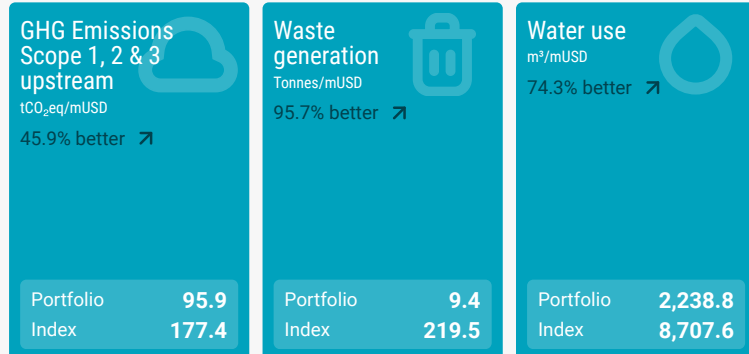 GHG Emissions
Scope 1, 2 & 3
upstream
tCO₂eq/mUSD
45.9% better
Portfolio 95.9
Index 177.4
Waste
generation
Tonnes/mUSD
95.7% better
Portfolio 9.4
Index 219.5
Water use
m³/mUSD
74.3% better
Portfolio 2,238.8
Index 8,707.6